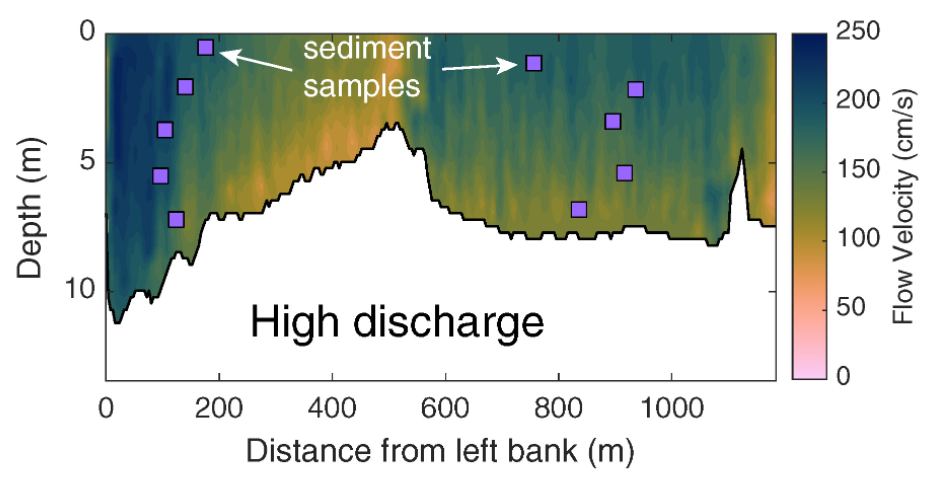 0
5
10
Depth (m)
sediment
samples
High discharge
0
200
400
600
800
1000
Distance from left bank (m)
250
200
150
100
50
0
Flow Velocity (cm/s)